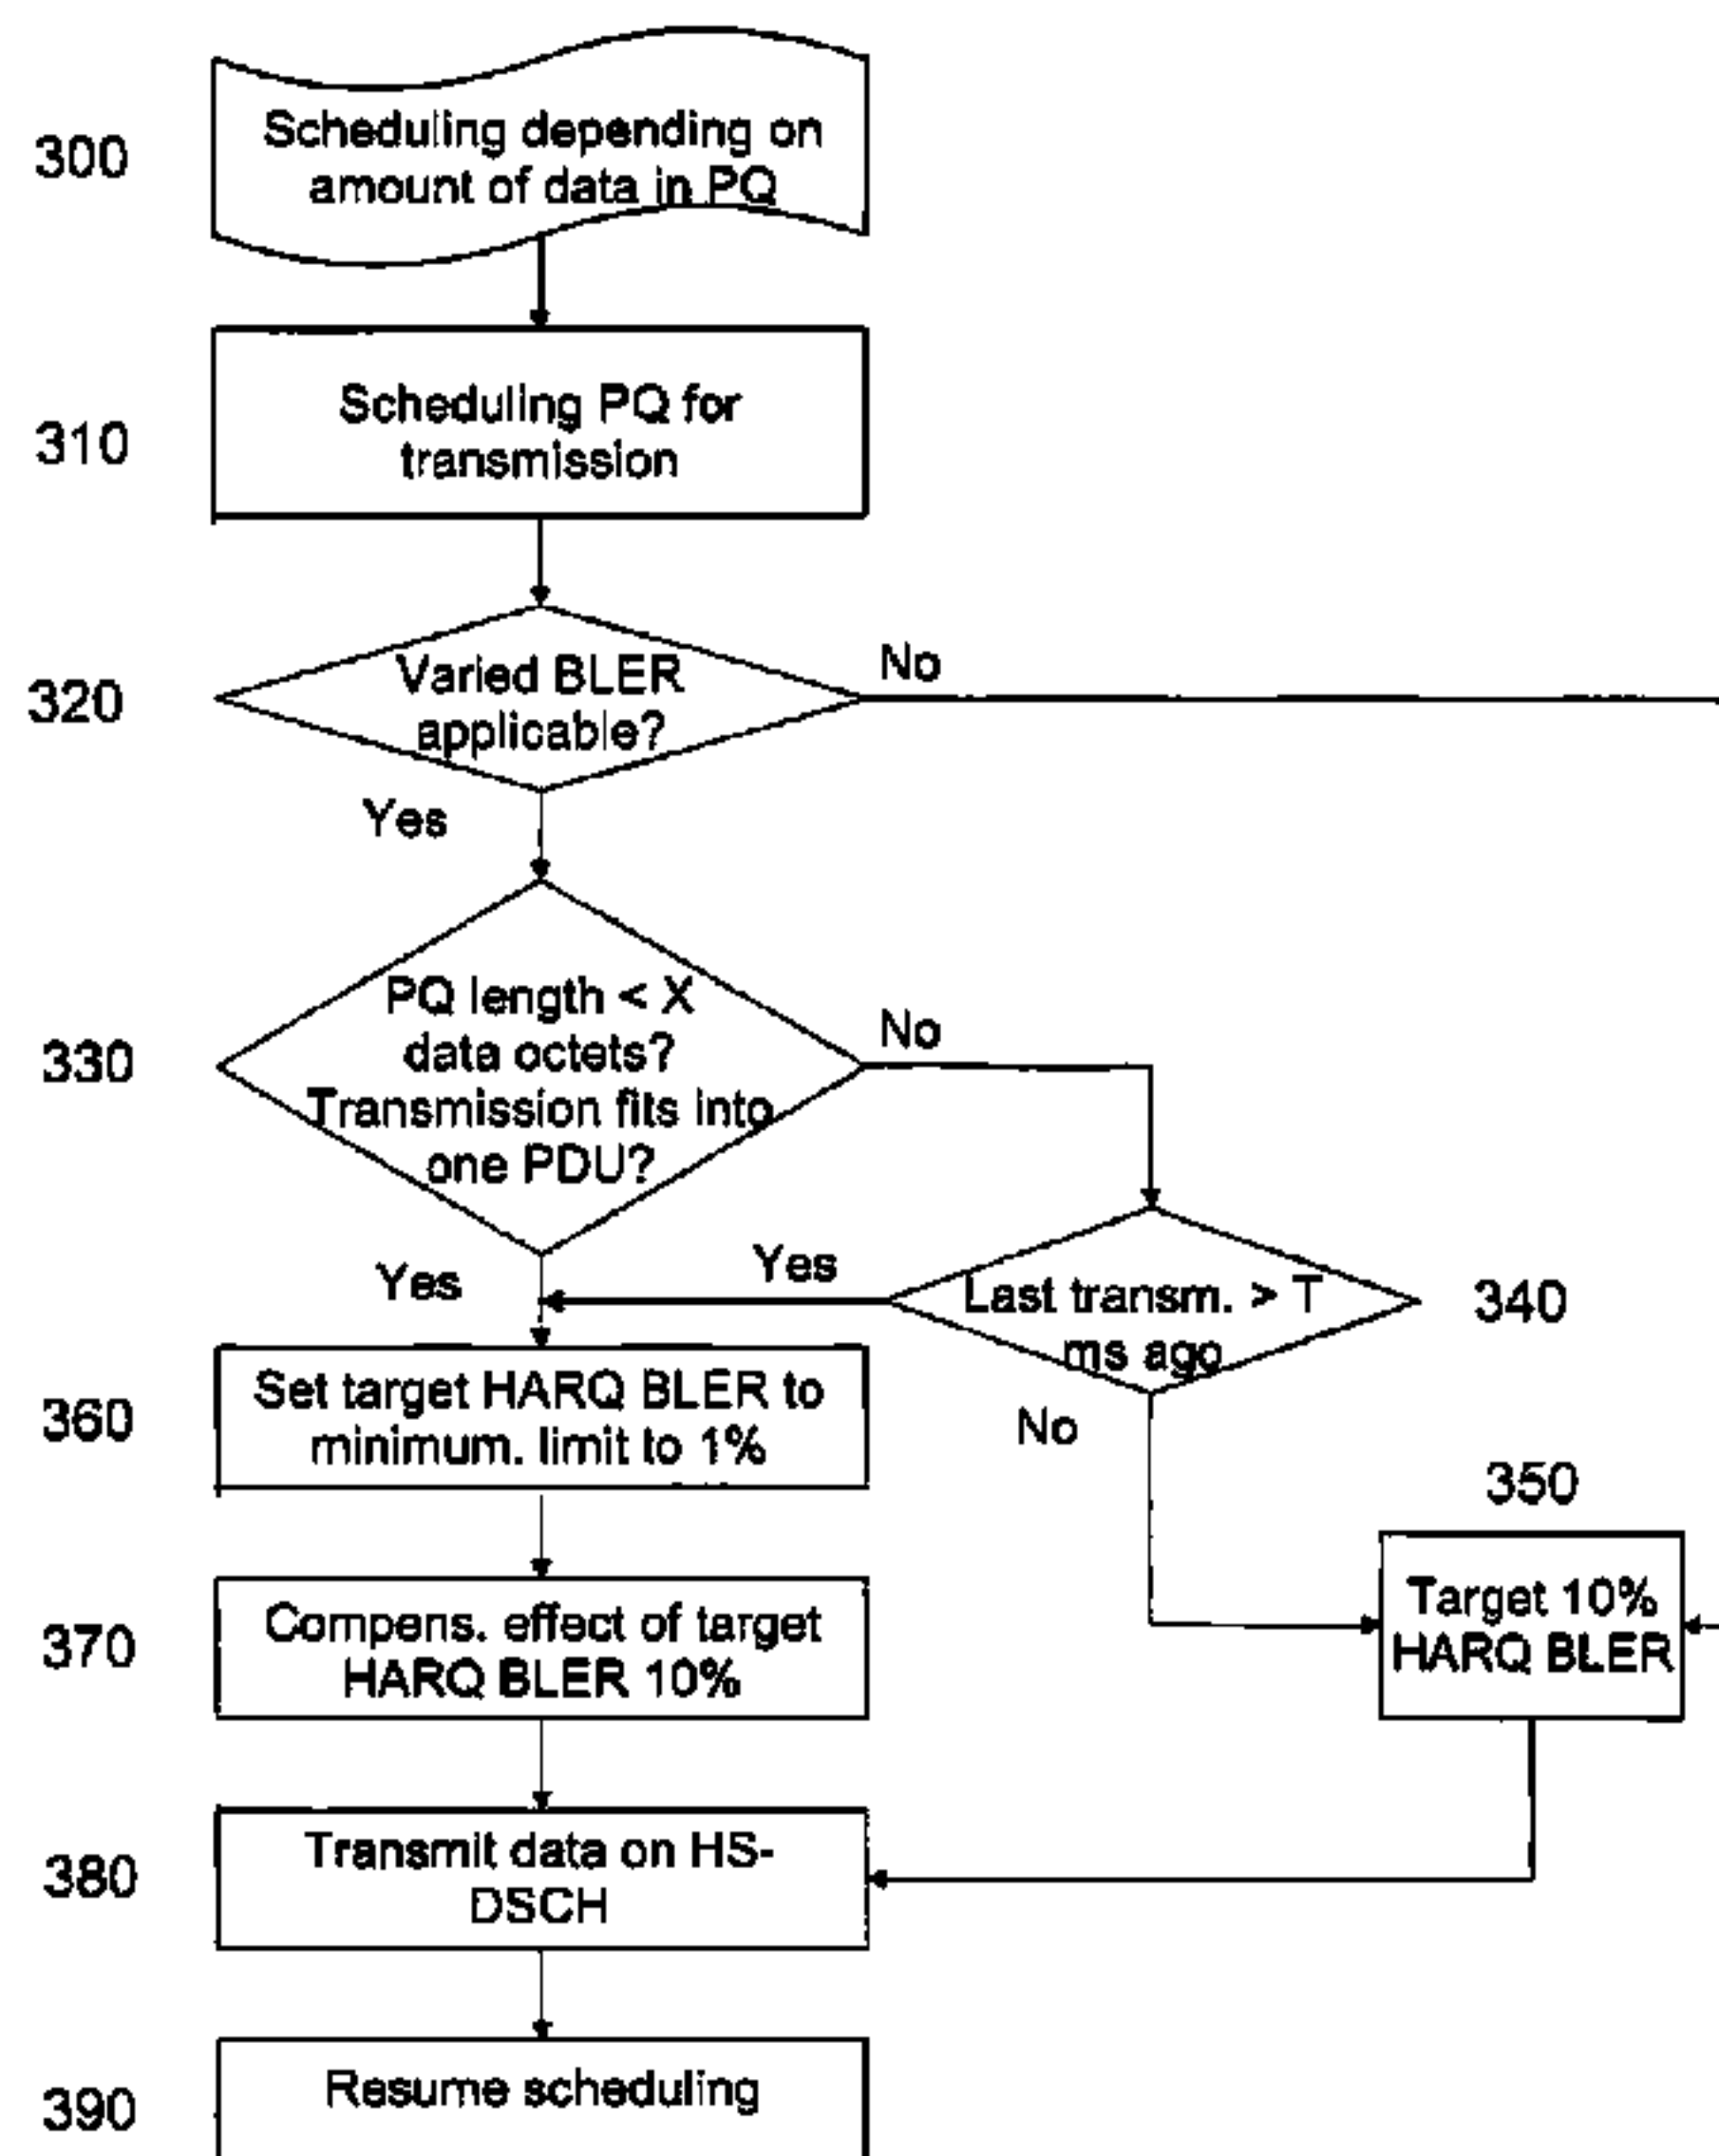 300
Scheduling depending on
amount of data in PQ
310
Scheduling PQ for
transmission
320
Varied BLER
applicable?
No
Yes
330
PQ length < X
data octets?
Transmission fits into
one PDU?
No
Yes
Yes
Last transm. > T
ms ago
340
No
360
Set target HARQ BLER to
minimum. limit to 1%
350
Target 10%
HARQ BLER
370
Compens. effect of target
HARQ BLER 10%
380
Transmit data on HS-
DSCH
390
Resume scheduling